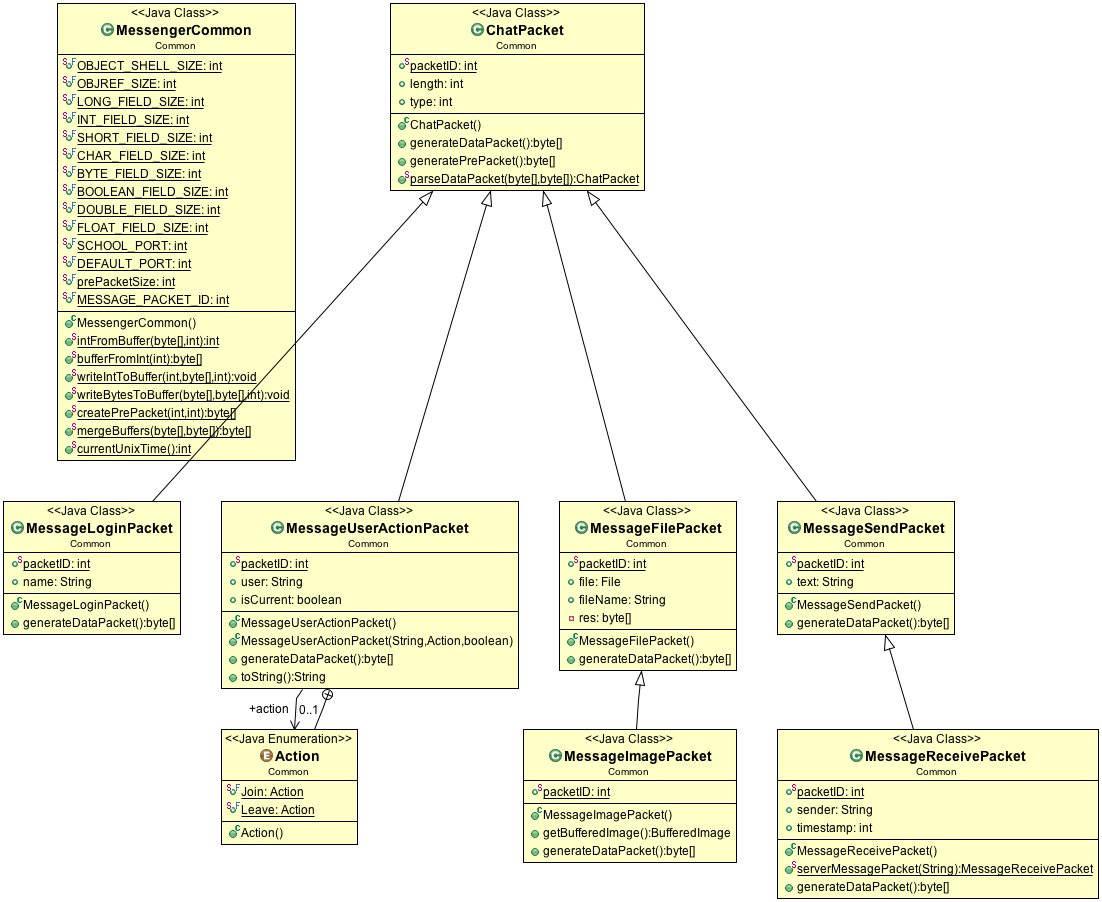 <<Java Class>>
MessengerCommon
Common
OBJECT_SHELL_SIZE: int
OBJREF_SIZE: int
LONG_FIELD_SIZE: int
INT_FIELD_SIZE: int
SHORT_FIELD_SIZE: int
CHAR_FIELD_SIZE: int
BYTE_FIELD_SIZE: int
BOOLEAN_FIELD_SIZE: int
DOUBLE_FIELD_SIZE: int
FLOAT_FIELD_SIZE: int
SCHOOL_PORT: int
DEFAULT_PORT: int
prePacketSize: int
MESSAGE_PACKET_ID: int
MessengerCommon()
intFromBuffer(byte[],int):int
bufferFromInt(int):byte[]
writeIntToBuffer(int,byte[],int):void
writeBytesToBuffer(byte[],byte[],int):void
createPrePacket(int,int):byte[]
mergeBuffers(byte[],byte[]):byte[]
currentUnixTime():int
<<Java Class>>
ChatPacket
Common
packetID: int
length: int
type: int
ChatPacket()
generateDataPacket():byte[]
generatePrePacket():byte[]
parseDataPacket(byte[],byte[]):ChatPacket
<<Java Class>>
MessageLoginPacket
Common
packetID: int
name: String
MessageLoginPacket()
generateDataPacket():byte[]
<<Java Class>>
MessageUserActionPacket
Common
packetID: int
user: String
isCurrent: boolean
MessageUserActionPacket()
MessageUserActionPacket(String,Action,boolean)
generateDataPacket():byte[]
toString():String
<<Java Class>>
MessageFilePacket
Common
packetID: int
file: File
fileName: String
res: byte[]
MessageFilePacket()
generateDataPacket():byte[]
<<Java Class>>
MessageSendPacket
Common
packetID: int
text: String
MessageSendPacket()
generateDataPacket():byte[]
+action 0..1
<<Java Enumeration>>
Action
Common
Join: Action
Leave: Action
Action()
<<Java Class>>
MessageImagePacket
Common
packetID: int
MessageImagePacket()
getBufferedImage():BufferedImage
generateDataPacket():byte[]
<<Java Class>>
MessageReceivePacket
Common
packetID: int
sender: String
timestamp: int
MessageReceivePacket()
serverMessagePacket(String):MessageReceivePacket
generateDataPacket():byte[]